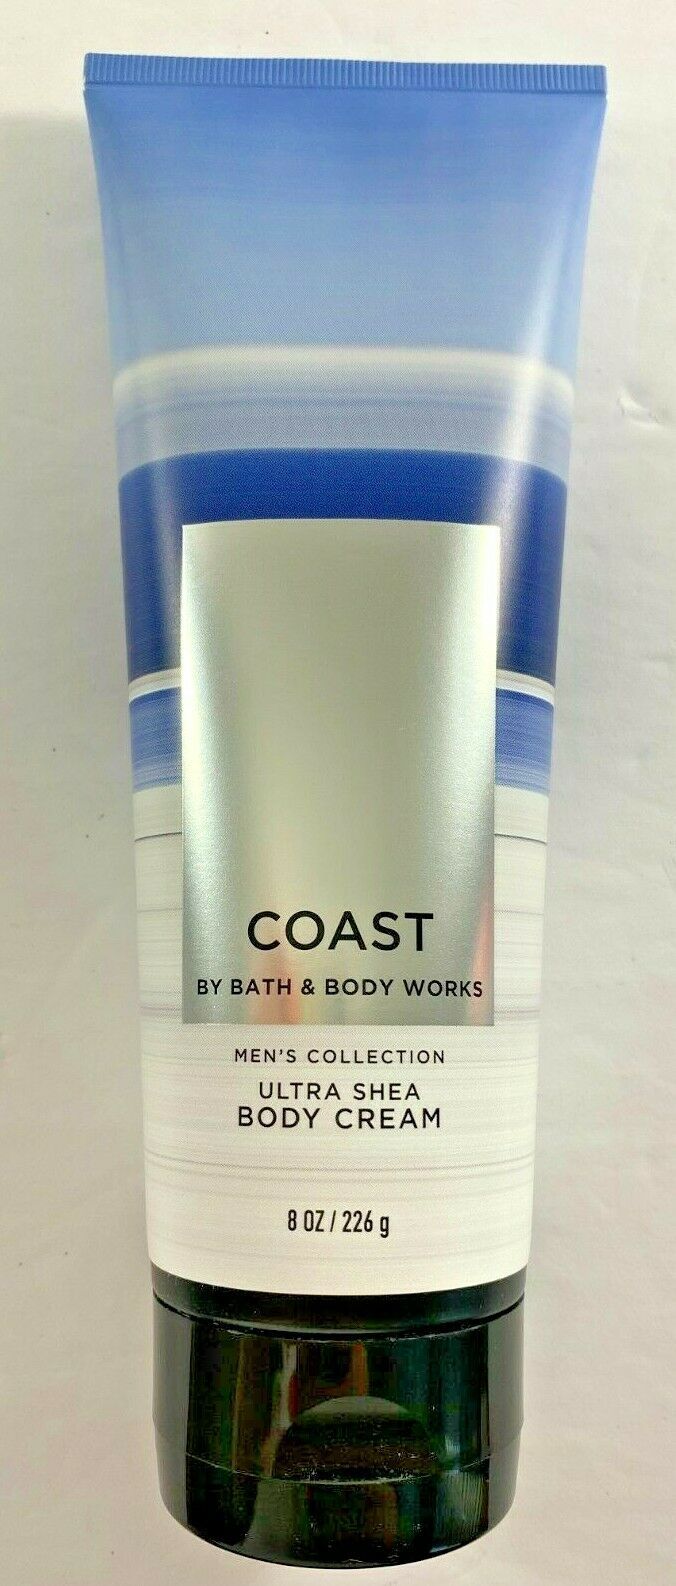 COAST
BY BATH & BODY WORKS
MEN'S COLLECTION
ULTRA SHEA
BODY CREAM
8 OZ / 226 g